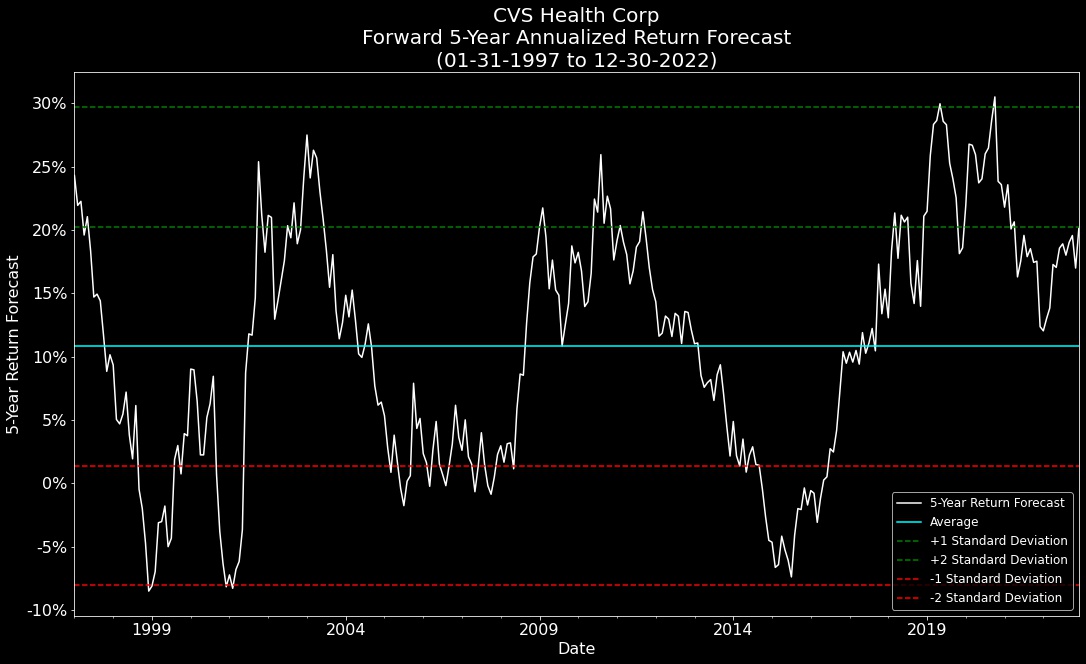 CVS Health Corp
Forward 5-Year Annualized Return Forecast
(01-31-1997 to 12-30-2022)
5-Year Return Forecast
30%
25%
20%
15%
10%
5%
0%
-5%
-10%
5-Year Return Forecast
Average
+1 Standard Deviation
+2 Standard Deviation
-1 Standard Deviation
-2 Standard Deviation
1999 2004 2009 2014 2019
Date